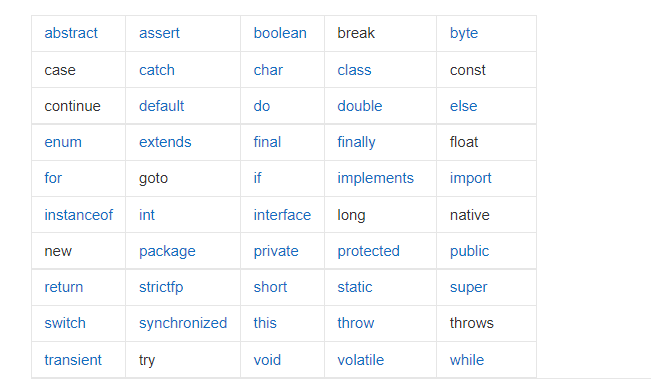 abstract assert boolean break byte
case catch char class const
continue default do double else
enum extends final finally float
for goto if implements import
instanceof int interface long native
new package private protected public
return strictfp short static super
switch synchronized this throw throws
transient try void volatile while